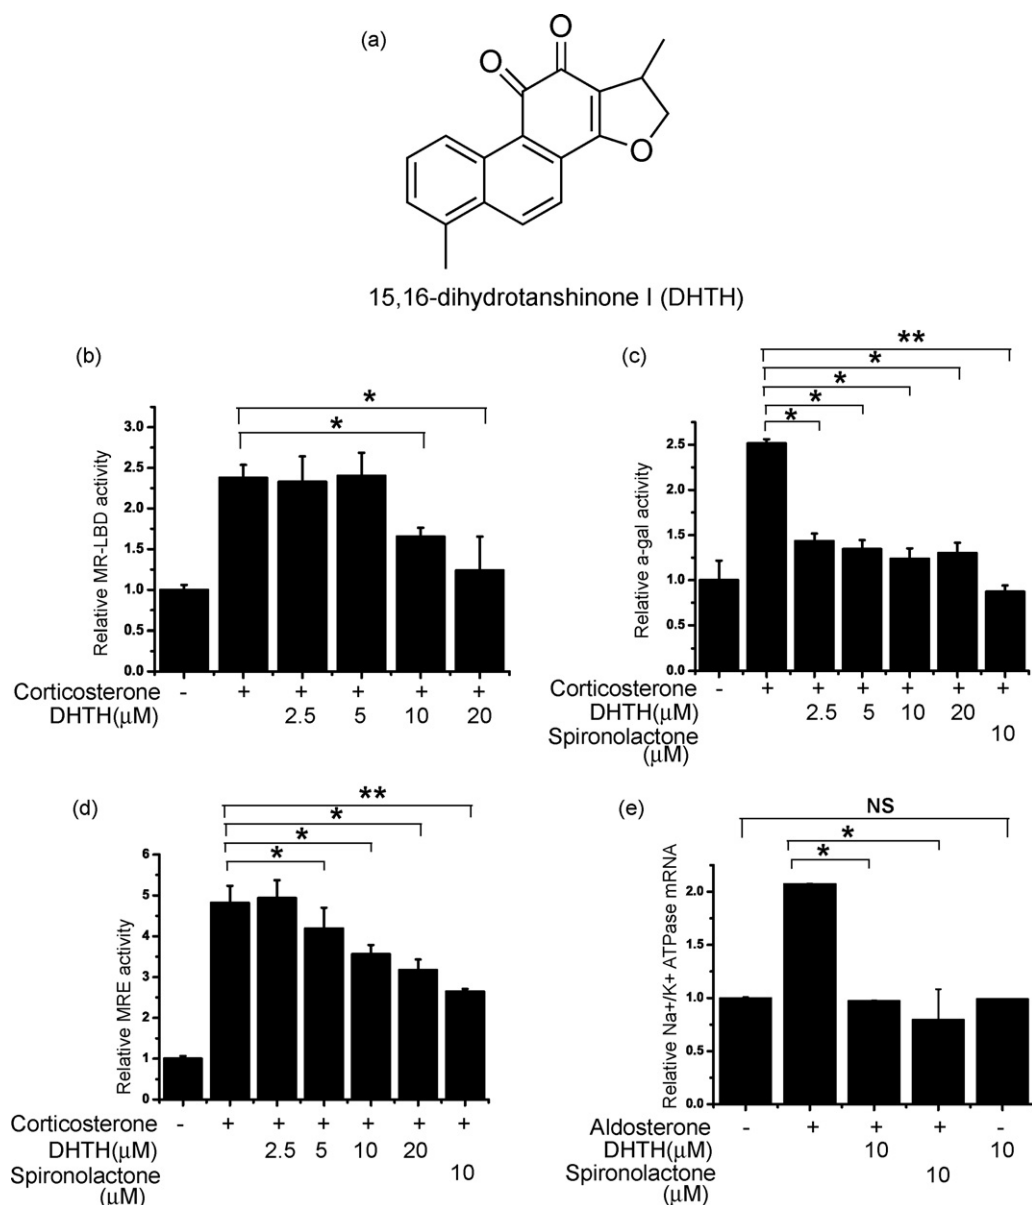 (a)
O
O
O
15,16-dihydrotanshinone I (DHTH)
(b)
Relative MR-LBD activity
3.0
2.5
2.0
1.5
1.0
0.5
0.0
*
*
Corticosterone - + + + + +
DHTH(μM) 2.5 5 10 20
(c)
Relative a-gal activity
2.5
2.0
1.5
1.0
0.5
0.0
**
*
*
*
*
Corticosterone - + + + + + +
DHTH(μM) 2.5 5 10 20
Spironolactone 10
(μM)
(d)
Relative MRE activity
6
5
4
3
2
1
0
**
*
*
*
Corticosterone - + + + + + +
DHTH(μM) 2.5 5 10 20
Spironolactone 10
(μM)
(e)
Relative Na+/K+ ATPase mRNA
2.0
1.5
1.0
0.5
0.0
NS
*
*
Aldosterone - + + + -
DHTH(μM) 10 10
Spironolactone 10
(μM)